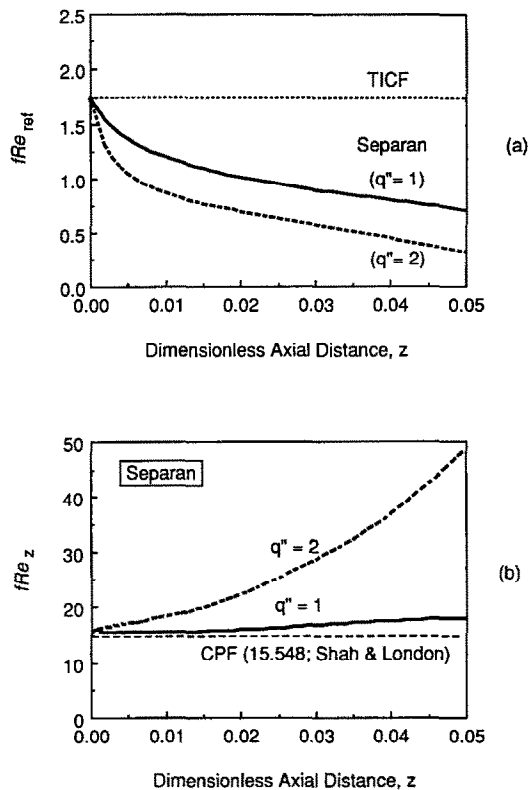 2.5
2.0
1.5
1.0
0.5
0.0
fRe ref
TICF
Separan
(q"= 1)
(q"= 2)
(a)
0.00 0.01 0.02 0.03 0.04 0.05
Dimensionless Axial Distance, z
50
40
30
20
10
0
fRe z
Separan
q" = 2
q" = 1
CPF (15.548; Shah & London)
(b)
0.00 0.01 0.02 0.03 0.04 0.05
Dimensionless Axial Distance, z